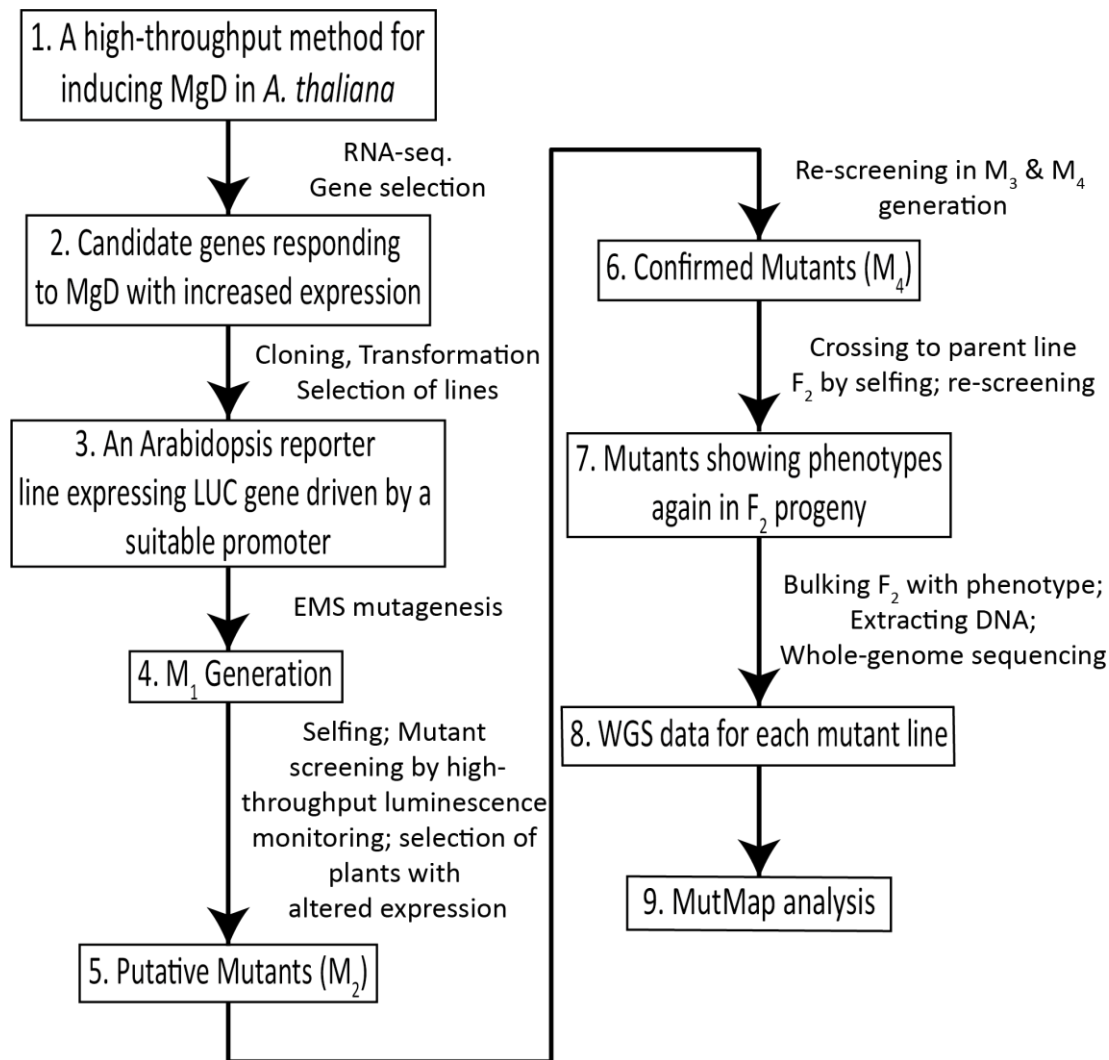 1. A high-throughput method for
inducing MgD in A. thaliana
RNA-seq.
Gene selection
2. Candidate genes responding
to MgD with increased expression
Cloning, Transformation
Selection of lines
3. An Arabidopsis reporter
line expressing LUC gene driven by a
suitable promoter
EMS mutagenesis
4. M₁ Generation
Selfing; Mutant
screening by high-
throughput luminescence
monitoring; selection of
plants with
altered expression
5. Putative Mutants (M₂)
Re-screening in M₃ & M₄
generation
6. Confirmed Mutants (M₄)
Crossing to parent line
F₂ by selfing; re-screening
7. Mutants showing phenotypes
again in F₂ progeny
Bulking F₂ with phenotype;
Extracting DNA;
Whole-genome sequencing
8. WGS data for each mutant line
9. MutMap analysis